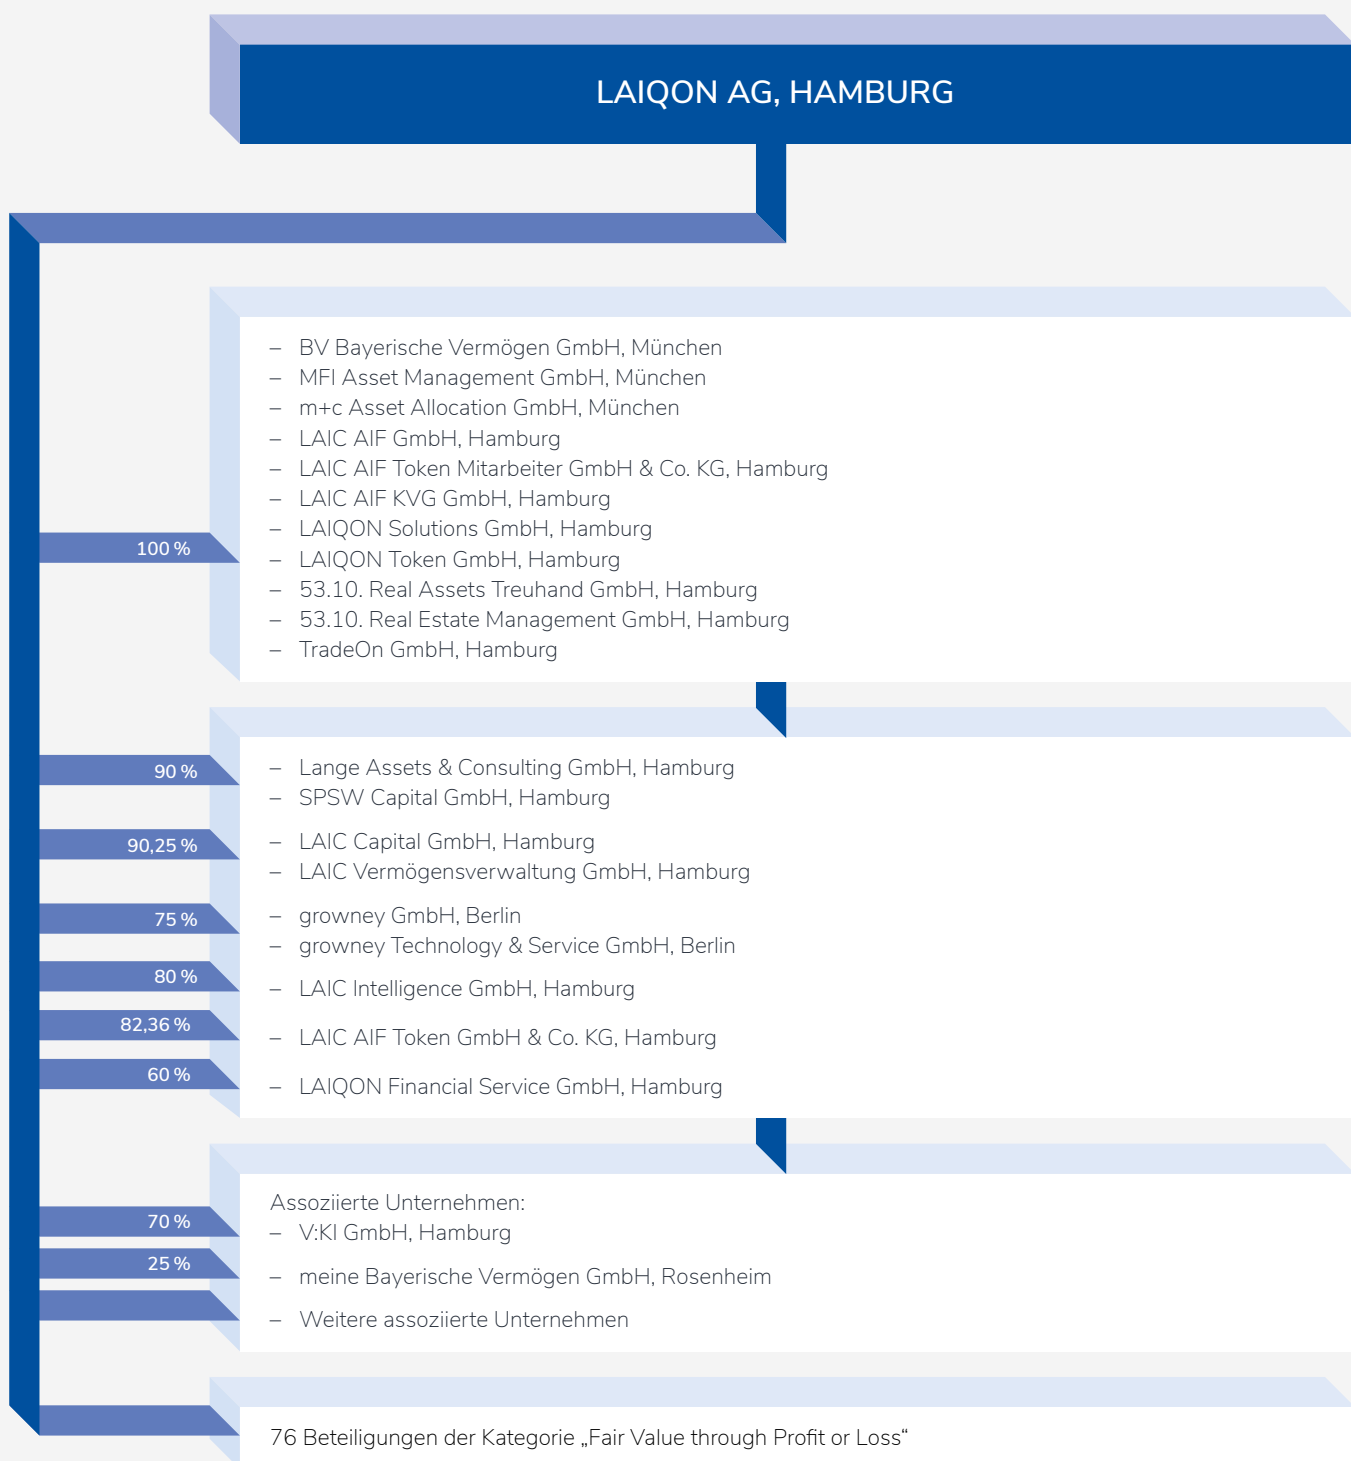 LAIQON AG, HAMBURG
– BV Bayerische Vermögen GmbH, München
– MFI Asset Management GmbH, München
– m+c Asset Allocation GmbH, München
– LAIC AIF GmbH, Hamburg
– LAIC AIF Token Mitarbeiter GmbH & Co. KG, Hamburg
– LAIC AIF KVG GmbH, Hamburg
– LAIQON Solutions GmbH, Hamburg
100 %
– LAIQON Token GmbH, Hamburg
– 53.10. Real Assets Treuhand GmbH, Hamburg
– 53.10. Real Estate Management GmbH, Hamburg
– TradeOn GmbH, Hamburg
90 %
– Lange Assets & Consulting GmbH, Hamburg
– SPSW Capital GmbH, Hamburg
90,25 %
– LAIC Capital GmbH, Hamburg
– LAIC Vermögensverwaltung GmbH, Hamburg
75 %
– growney GmbH, Berlin
– growney Technology & Service GmbH, Berlin
80 %
– LAIC Intelligence GmbH, Hamburg
82,36 %
– LAIC AIF Token GmbH & Co. KG, Hamburg
60 %
– LAIQON Financial Service GmbH, Hamburg
Assoziierte Unternehmen:
70 %
– V:KI GmbH, Hamburg
25 %
– meine Bayerische Vermögen GmbH, Rosenheim
– Weitere assoziierte Unternehmen
76 Beteiligungen der Kategorie „Fair Value through Profit or Loss“